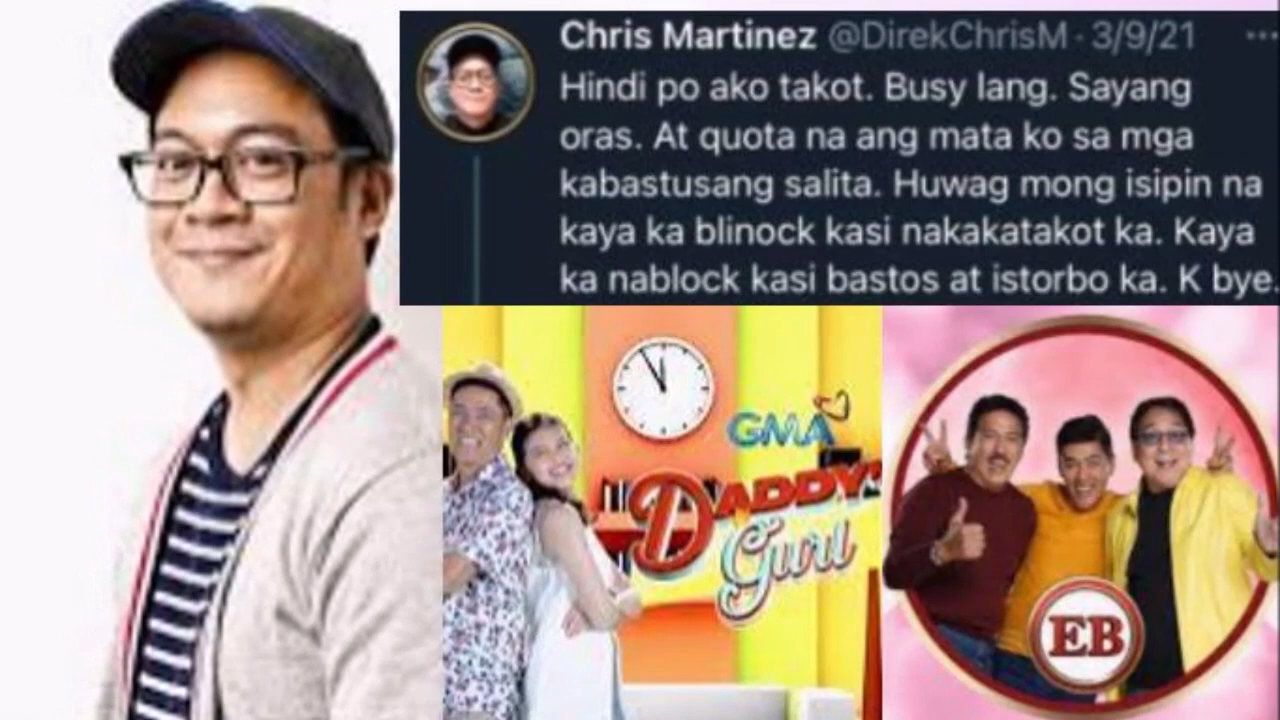 Chris Martinez @DirekChrisM · 3/9/21 ...
Hindi po ako takot. Busy lang. Sayang
oras. At quota na ang mata ko sa mga
kabastusang salita. Huwag mong isipin na
kaya ka blinock kasi nakakatakot ka. Kaya
ka nablock kasi bastos at istorbo ka. K bye.
GMA
DADDY'S
Gurl
EB